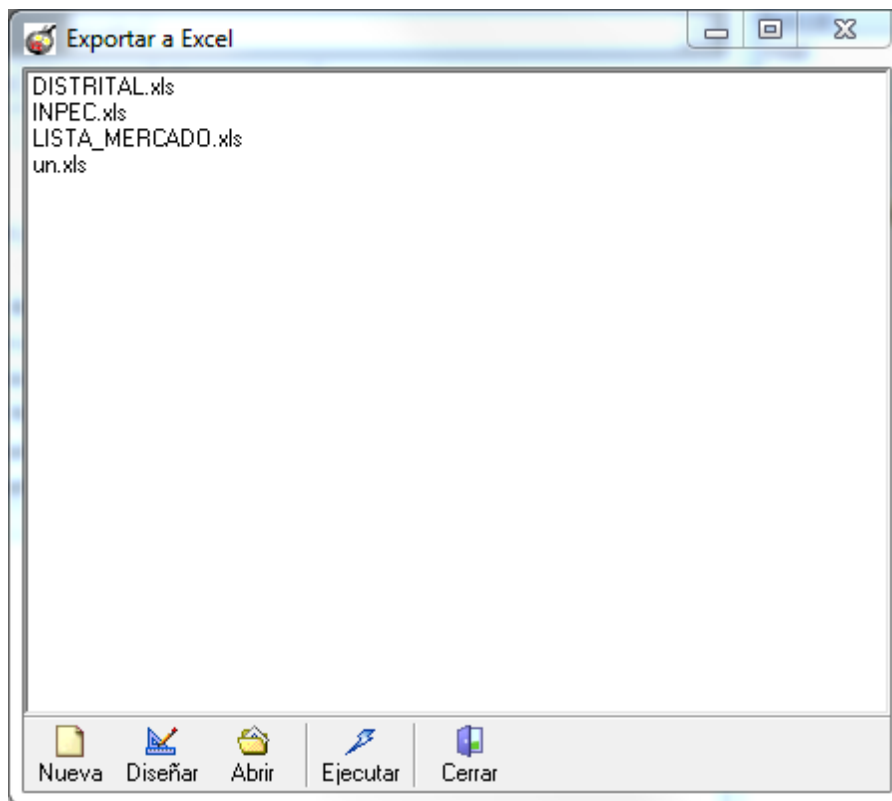 Exportar a Excel
DISTRITAL.xls
INPEC.xls
LISTA_MERCADO.xls
un.xls
Nueva Diseñar Abrir Ejecutar Cerrar